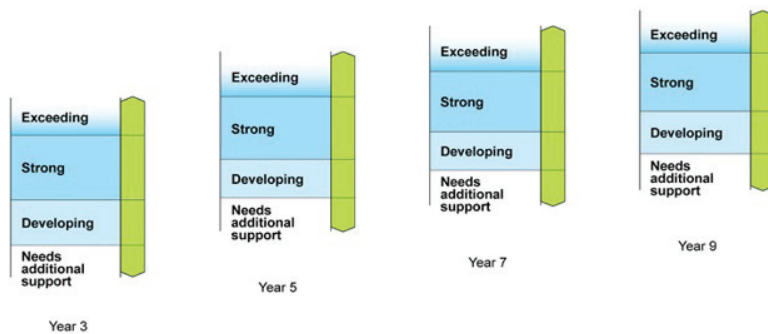 Exceeding
Strong
Developing
Needs
additional
support
Year 3
Exceeding
Strong
Developing
Needs
additional
support
Year 5
Exceeding
Strong
Developing
Needs
additional
support
Year 7
Exceeding
Strong
Developing
Needs
additional
support
Year 9